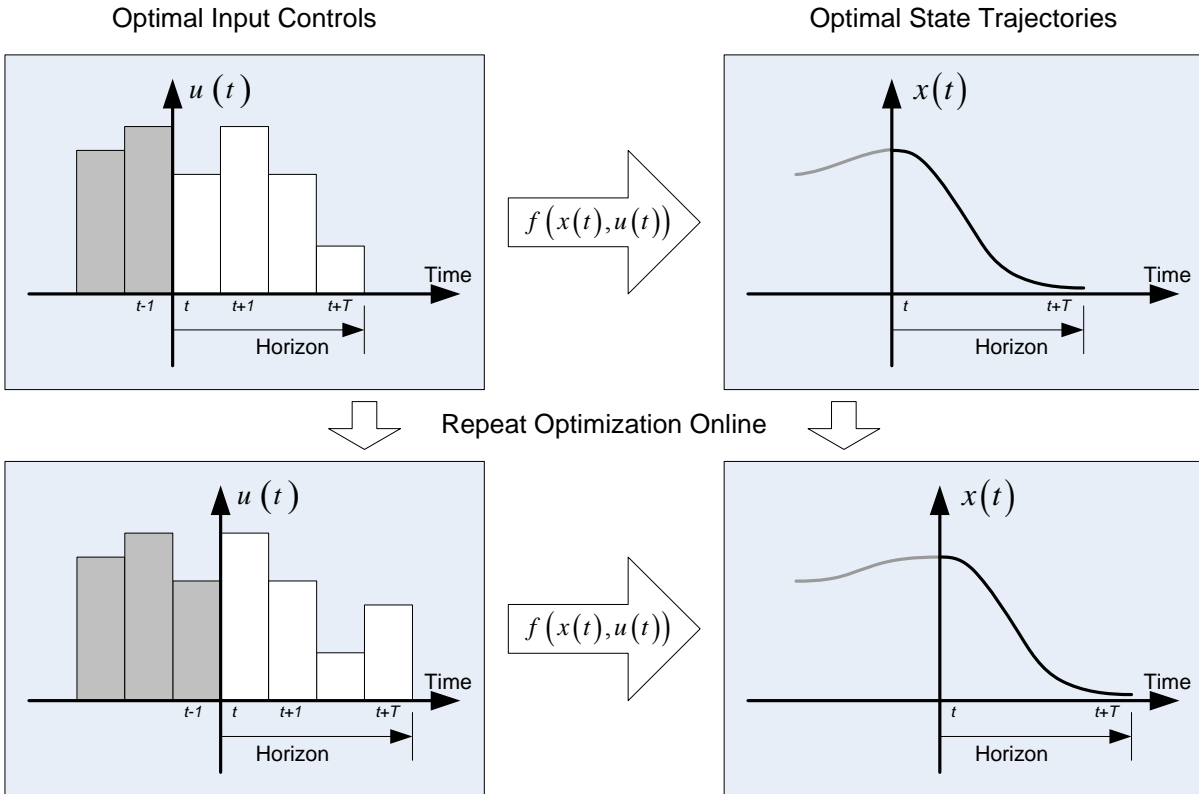 Optimal Input Controls
Optimal State Trajectories
u (t)
Time
t-1 t t+1 t+T
Horizon
f(x(t),u(t))
x(t)
Time
t t+T
Horizon
Repeat Optimization Online
u (t)
Time
t-1 t t+1 t+T
Horizon
f(x(t),u(t))
x(t)
Time
t t+T
Horizon